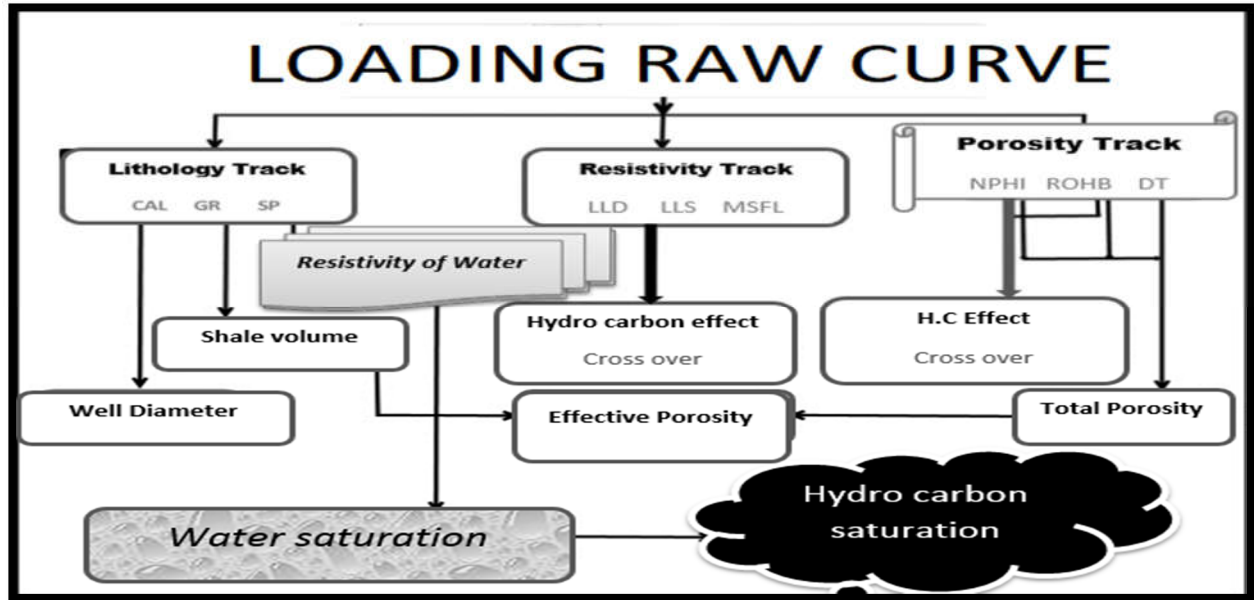 LOADING RAW CURVE
Lithology Track
CAL GR SP
Resistivity Track
LLD LLS MSFL
Porosity Track
NPHI ROHB DT
Resistivity of Water
Shale volume
Hydro carbon effect
Cross over
H.C Effect
Cross over
Well Diameter
Effective Porosity
Total Porosity
Water saturation
Hydro carbon
saturation